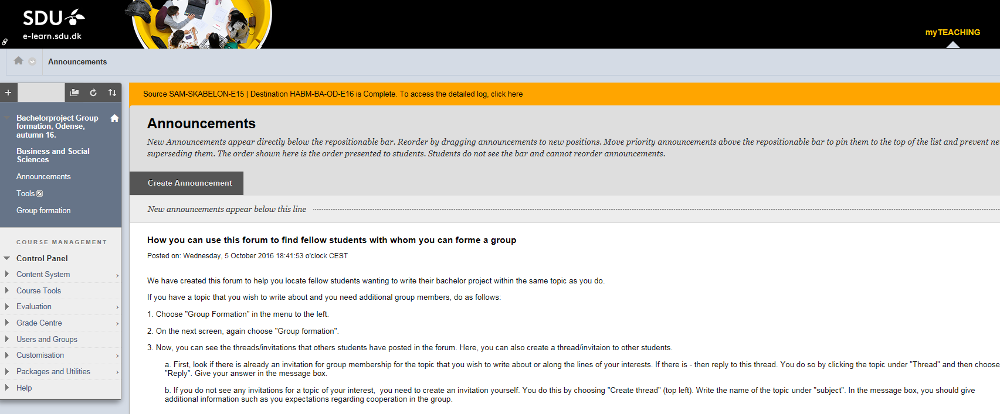 SDU
e-learn.sdu.dk
myTEACHING
Announcements
Source SAM-SKABELON-E15 | Destination HABM-BA-OD-E16 is Complete. To access the detailed log, click here
Bachelorproject Group
formation, Odense,
autumn 16.
Business and Social
Sciences
Announcements
Tools
Group formation
COURSE MANAGEMENT
Control Panel
Content System
Course Tools
Evaluation
Grade Centre
Users and Groups
Customisation
Packages and Utilities
Help
Announcements
New Announcements appear directly below the repositionable bar. Reorder by dragging announcements to new positions. Move priority announcements above the repositionable bar to pin them to the top of the list and prevent ne
superseding them. The order shown here is the order presented to students. Students do not see the bar and cannot reorder announcements.
Create Announcement
New announcements appear below this line
How you can use this forum to find fellow students with whom you can forme a group
Posted on: Wednesday, 5 October 2016 18:41:53 o'clock CEST
We have created this forum to help you locate fellow students wanting to write their bachelor project within the same topic as you do.
If you have a topic that you wish to write about and you need additional group members, do as follows:
1. Choose "Group Formation" in the menu to the left.
2. On the next screen, again choose "Group formation".
3. Now, you can see the threads/invitations that others students have posted in the forum. Here, you can also create a thread/invitaion to other students.
a. First, look if there is already an invitation for group membership for the topic that you wish to write about or along the lines of your interests. If there is - then reply to this thread. You do so by clicking the topic under "Thread" and then choose
"Reply". Give your answer in the message box.
b. If you do not see any invitations for a topic of your interest, you need to create an invitation yourself. You do this by choosing "Create thread" (top left). Write the name of the topic under "subject". In the message box, you should give
additional information such as you expectations regarding cooperation in the group.